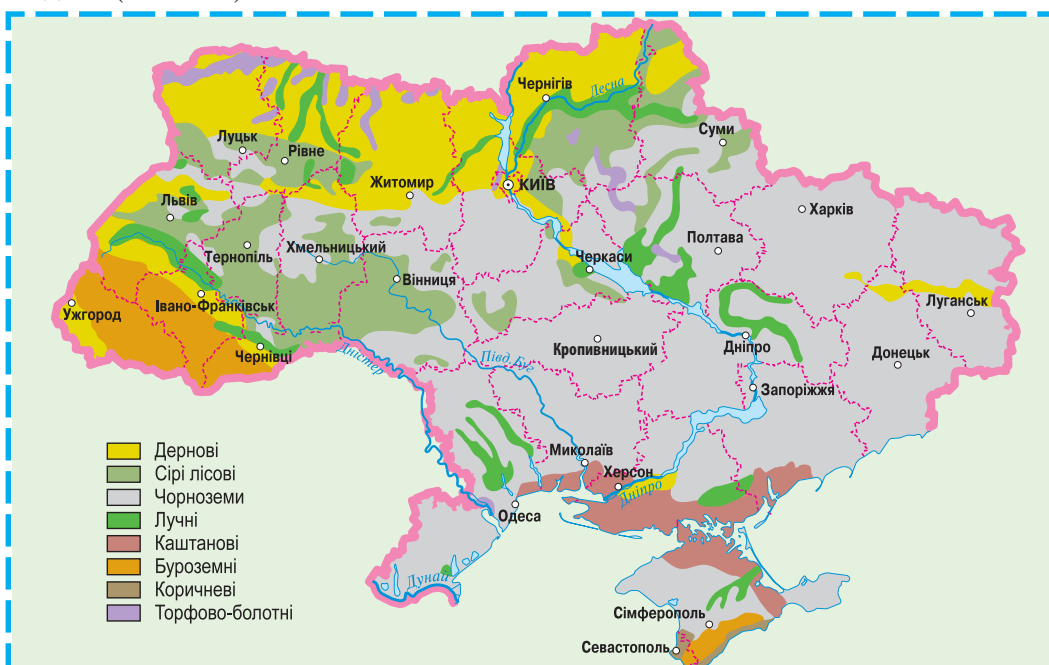 Чернігів
Десна
Суми
Луцьк
Рівне
КИЇВ
Житомир
Львів
Харків
Полтава
Тернопіль
Хмельницький
Черкаси
Вінниця
Луганськ
Ужгород
Івано-Франківськ
Чернівці
Дністер
Півд. Буг
Кропивницький
Дніпро
Донецьк
Запоріжжя
Миколаїв
Херсон
Дніпро
Одеса
Дунай
Сімферополь
Севастополь
Дернові
Сірі лісові
Чорноземи
Лучні
Каштанові
Буроземні
Коричневі
Торфово-болотні